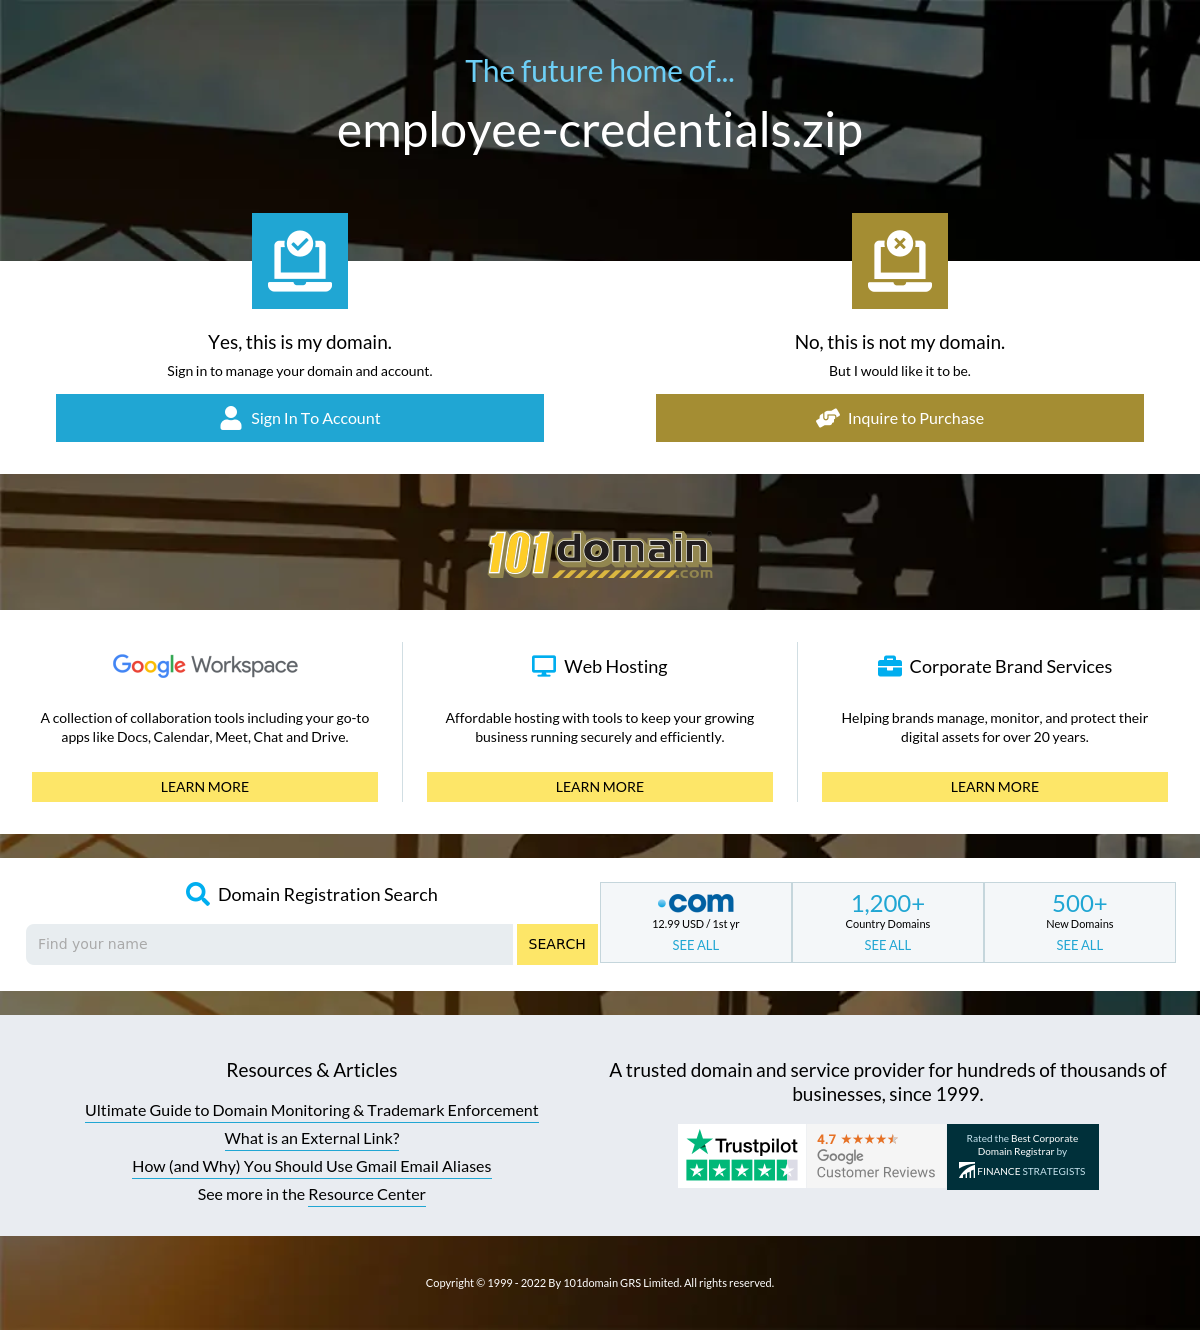 The future home of...
employee-credentials.zip
Yes, this is my domain.
Sign in to manage your domain and account.
Sign In To Account
No, this is not my domain.
But I would like it to be.
Inquire to Purchase
101domain
.com
Google Workspace
A collection of collaboration tools including your go-to
apps like Docs, Calendar, Meet, Chat and Drive.
LEARN MORE
Web Hosting
Affordable hosting with tools to keep your growing
business running securely and efficiently.
LEARN MORE
Corporate Brand Services
Helping brands manage, monitor, and protect their
digital assets for over 20 years.
LEARN MORE
Domain Registration Search
Find your name
SEARCH
.com
12.99 USD / 1st yr
SEE ALL
1,200+
Country Domains
SEE ALL
500+
New Domains
SEE ALL
Resources & Articles
Ultimate Guide to Domain Monitoring & Trademark Enforcement
What is an External Link?
How (and Why) You Should Use Gmail Email Aliases
See more in the Resource Center
A trusted domain and service provider for hundreds of thousands of
businesses, since 1999.
Trustpilot
4.7
Google
Customer Reviews
Rated the Best Corporate
Domain Registrar by
FINANCE STRATEGISTS
Copyright © 1999 - 2022 By 101domain GRS Limited. All rights reserved.